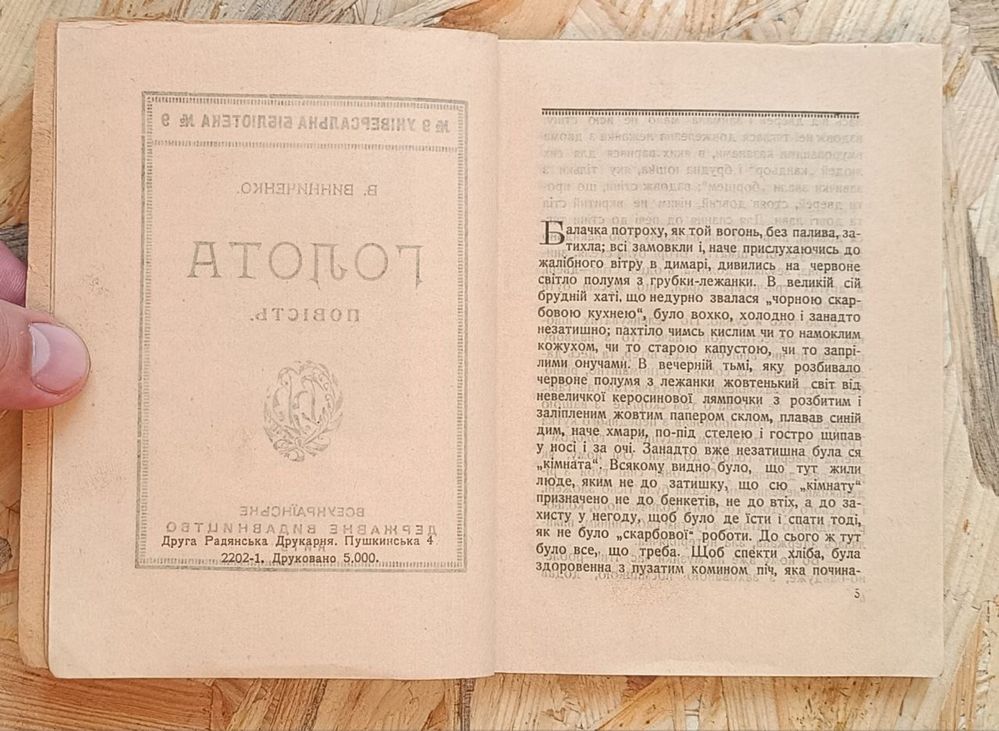 № 9 УНІВЕРСАЛЬНА БІБЛІОТЕКА № 9
В. ВИННИЧЕНКО.
ГОЛОТА
ПОВІСТЬ.
ВСЕУКРАЇНСЬКЕ
ДЕРЖАВНЕ ВИДАВНИЦТВО
Друга Радянська Друкарня. Пушкинська 4
2202-1. Друковано 5.000.
Балачка потроху, як той вогонь, без палива, за-
тихла; всі замовкли і, наче прислухаючись до
жалібного вітру в димарі, дивились на червоне
світло полумя з грубки-лежанки. В великій сій
брудній хаті, що недурно звалася „чорною скар-
бовою кухнею“, було вохко, холодно і занадто
незатишно; пахтіло чимсь кислим чи то намоклим
кожухом, чи то старою капустою, чи то запрі-
лими онучами. В вечерній тьмі, яку розбивало
червоне полумя з лежанки жовтенький світ від
невеличкої керосинової лямпочки з розбитим і
заліпленим жовтим папером склом, плавав синій
дим, наче хмари, по-під стелею і гостро щипав
у носі і за очі. Занадто вже незатишна була ся
„кімната“. Всякому видно було, що тут жили
люде, яким не до затишку, що сю „кімнату“
призначено не до бенкетів, не до втіх, а до за-
хисту у негоду, щоб було де їсти і спати тоді,
як не було „скарбової“ роботи. До сього ж тут
було все, що треба. Щоб спекти хліба, була
здоровенна з пузатим комином піч, яка почина-
5